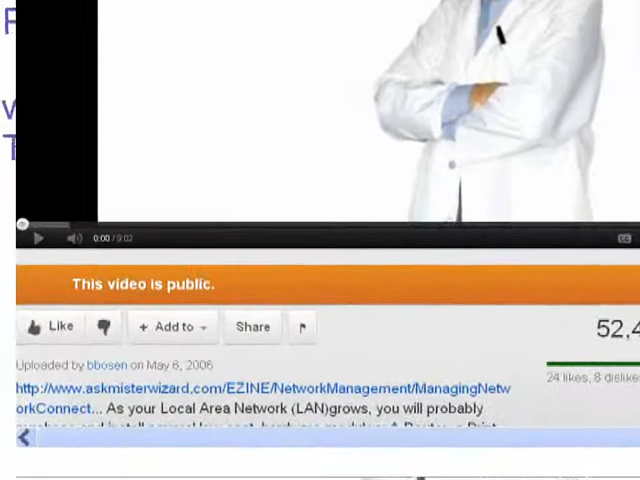 0:00 / 9:02
This video is public.
Like
Add to
Share
52,4
Uploaded by bbosen on May 6, 2006
24 likes, 8 dislike
http://www.askmisterwizard.com/EZINE/NetworkManagement/ManagingNetw
orkConnect... As your Local Area Network (LAN)grows, you will probably